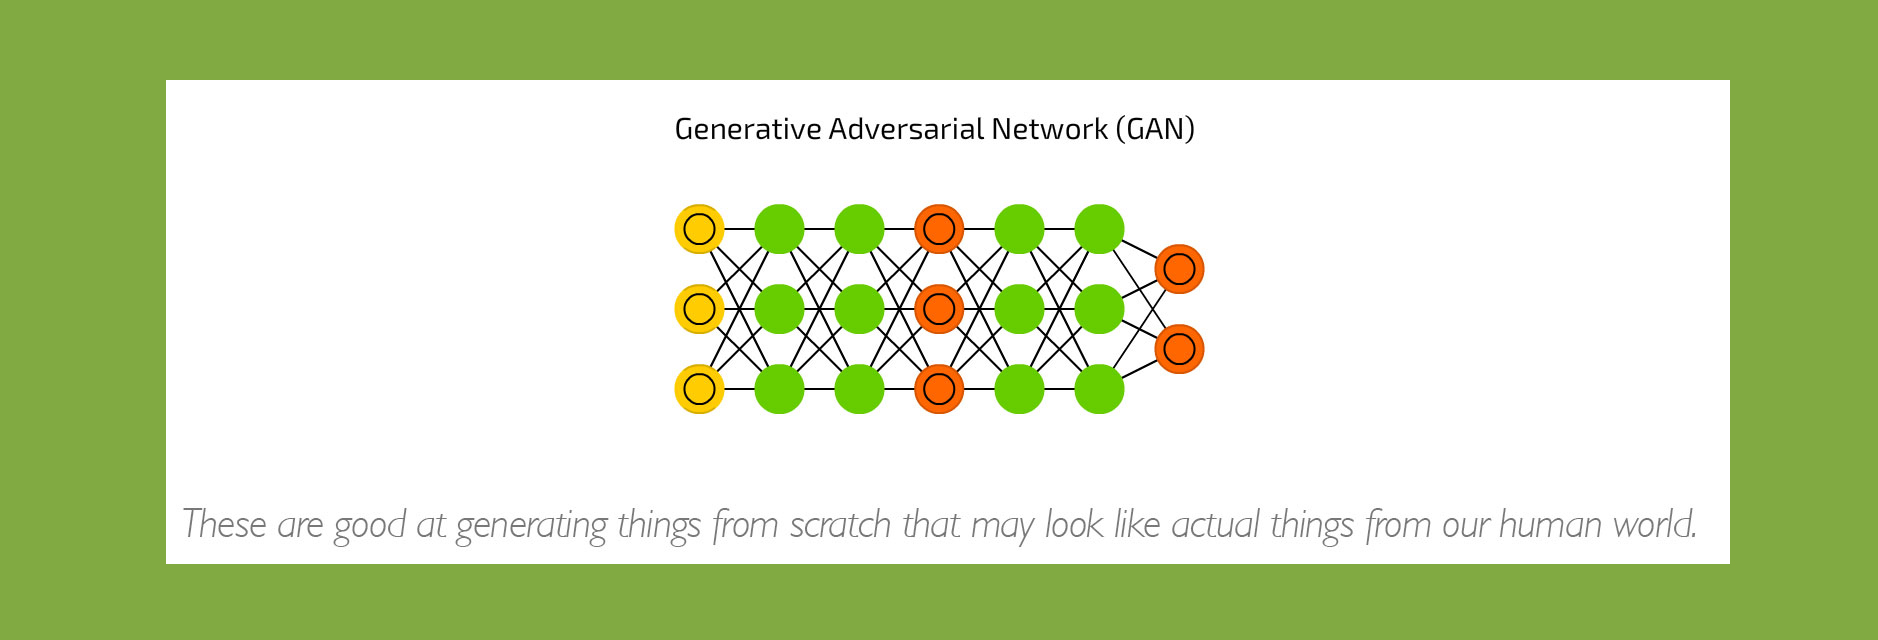 Generative Adversarial Network (GAN)
These are good at generating things from scratch that may look like actual things from our human world.